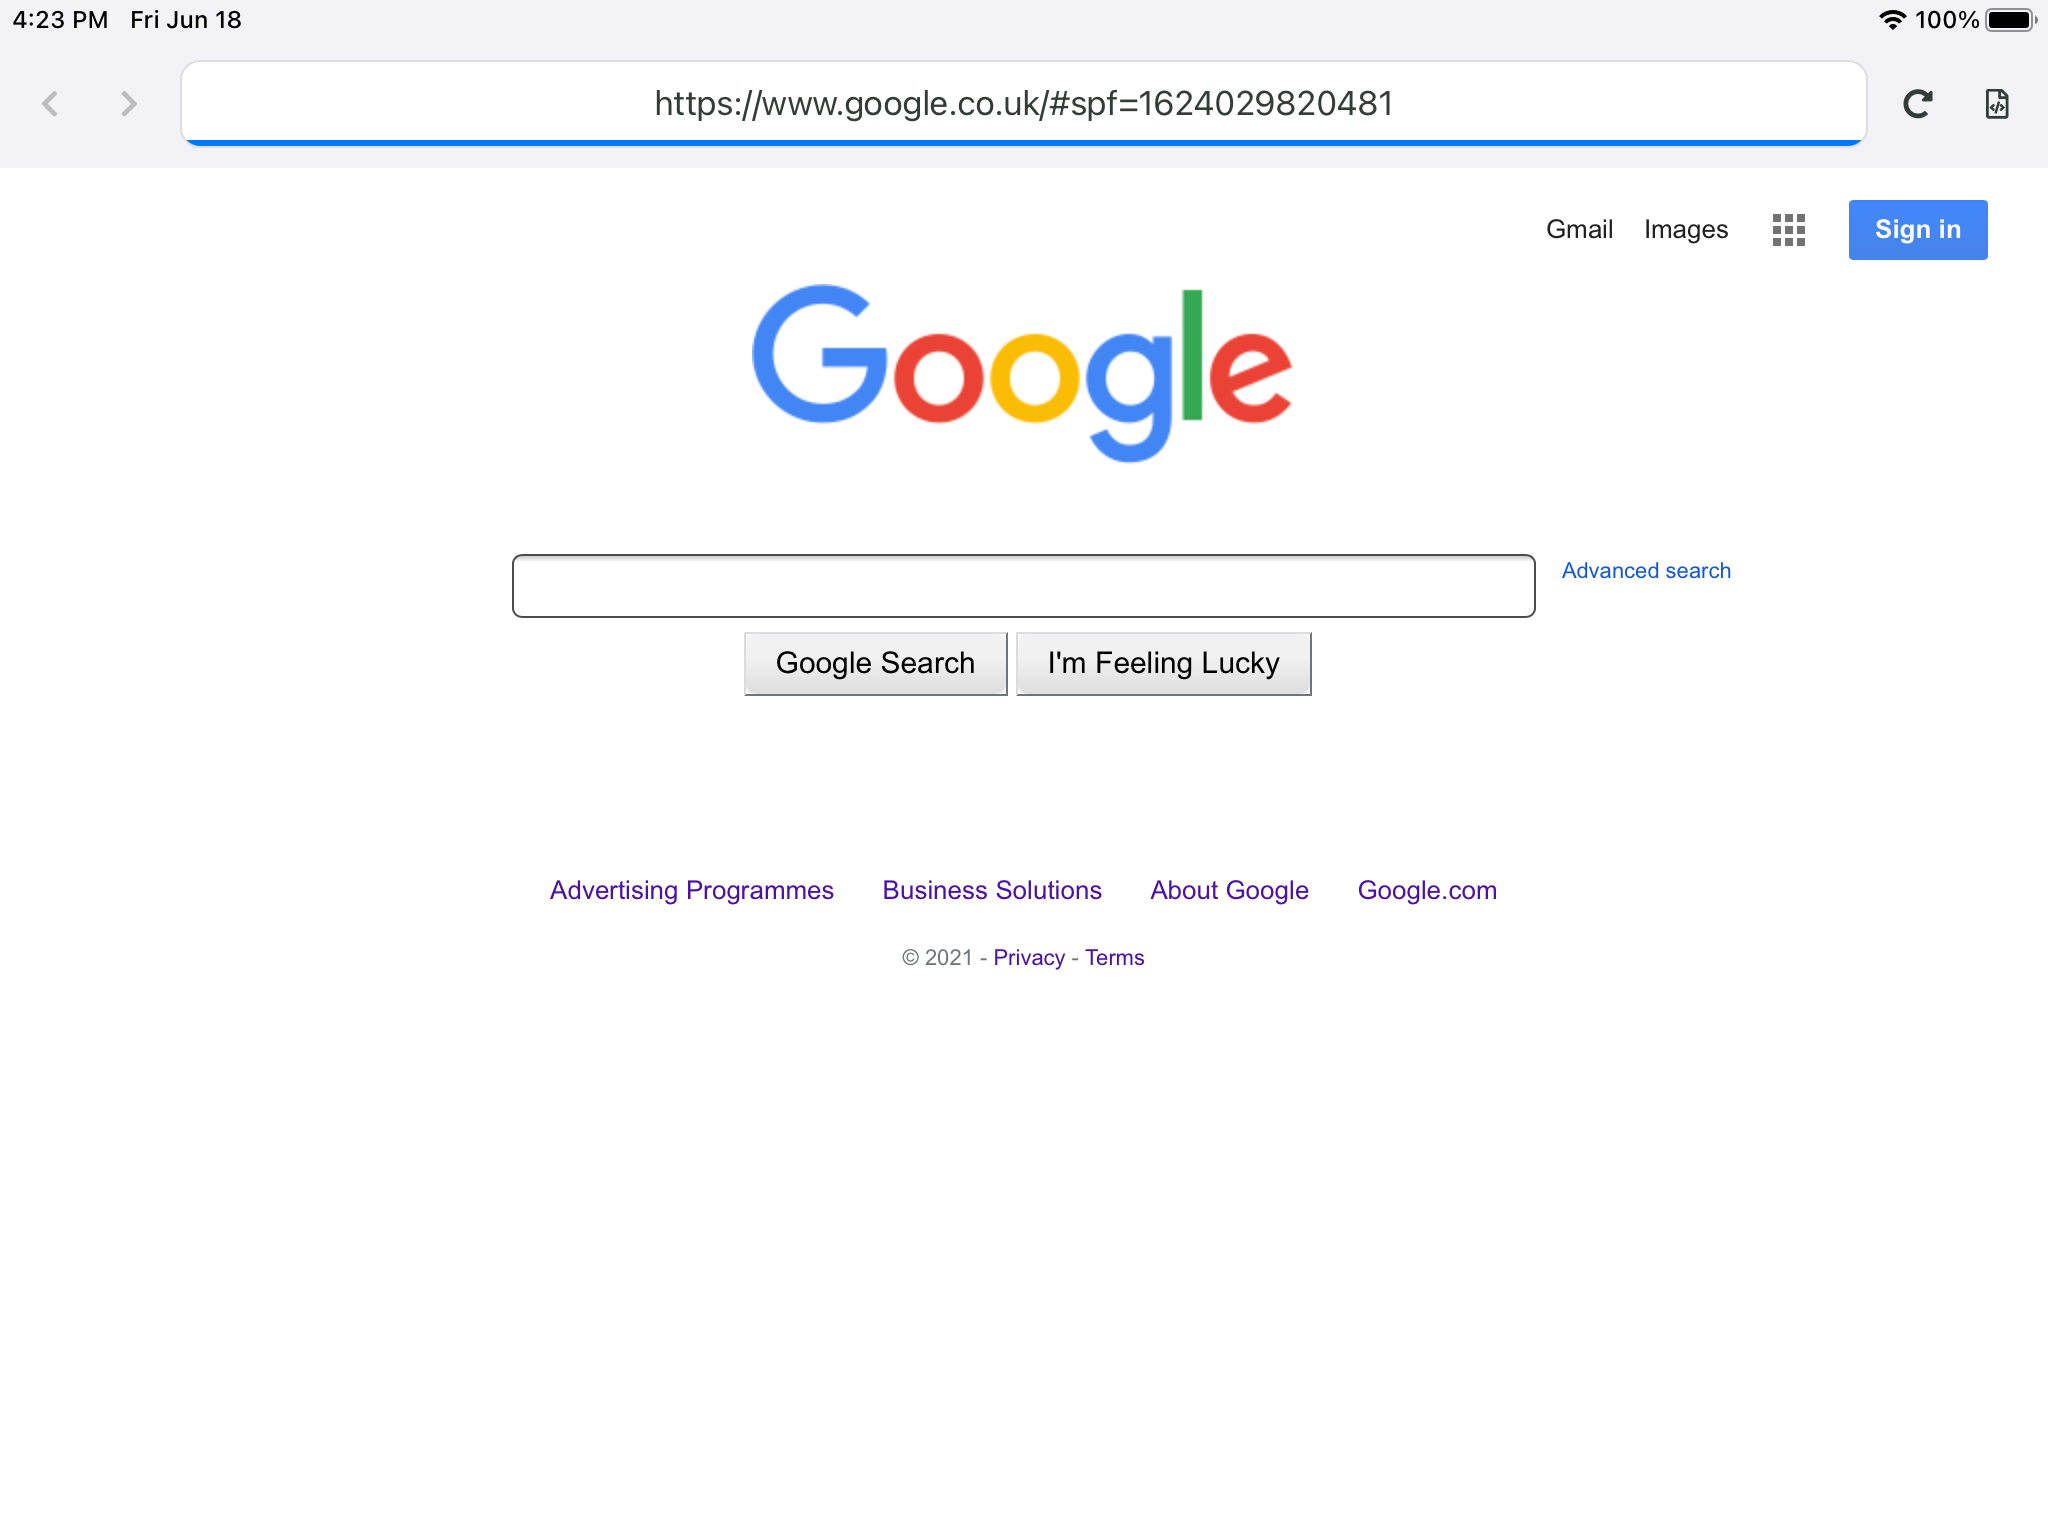 4:23 PM Fri Jun 18 100%
https://www.google.co.uk/#spf=1624029820481
Gmail Images Sign in
Google
Advanced search
Google Search I'm Feeling Lucky
Advertising Programmes Business Solutions About Google Google.com
© 2021 - Privacy - Terms